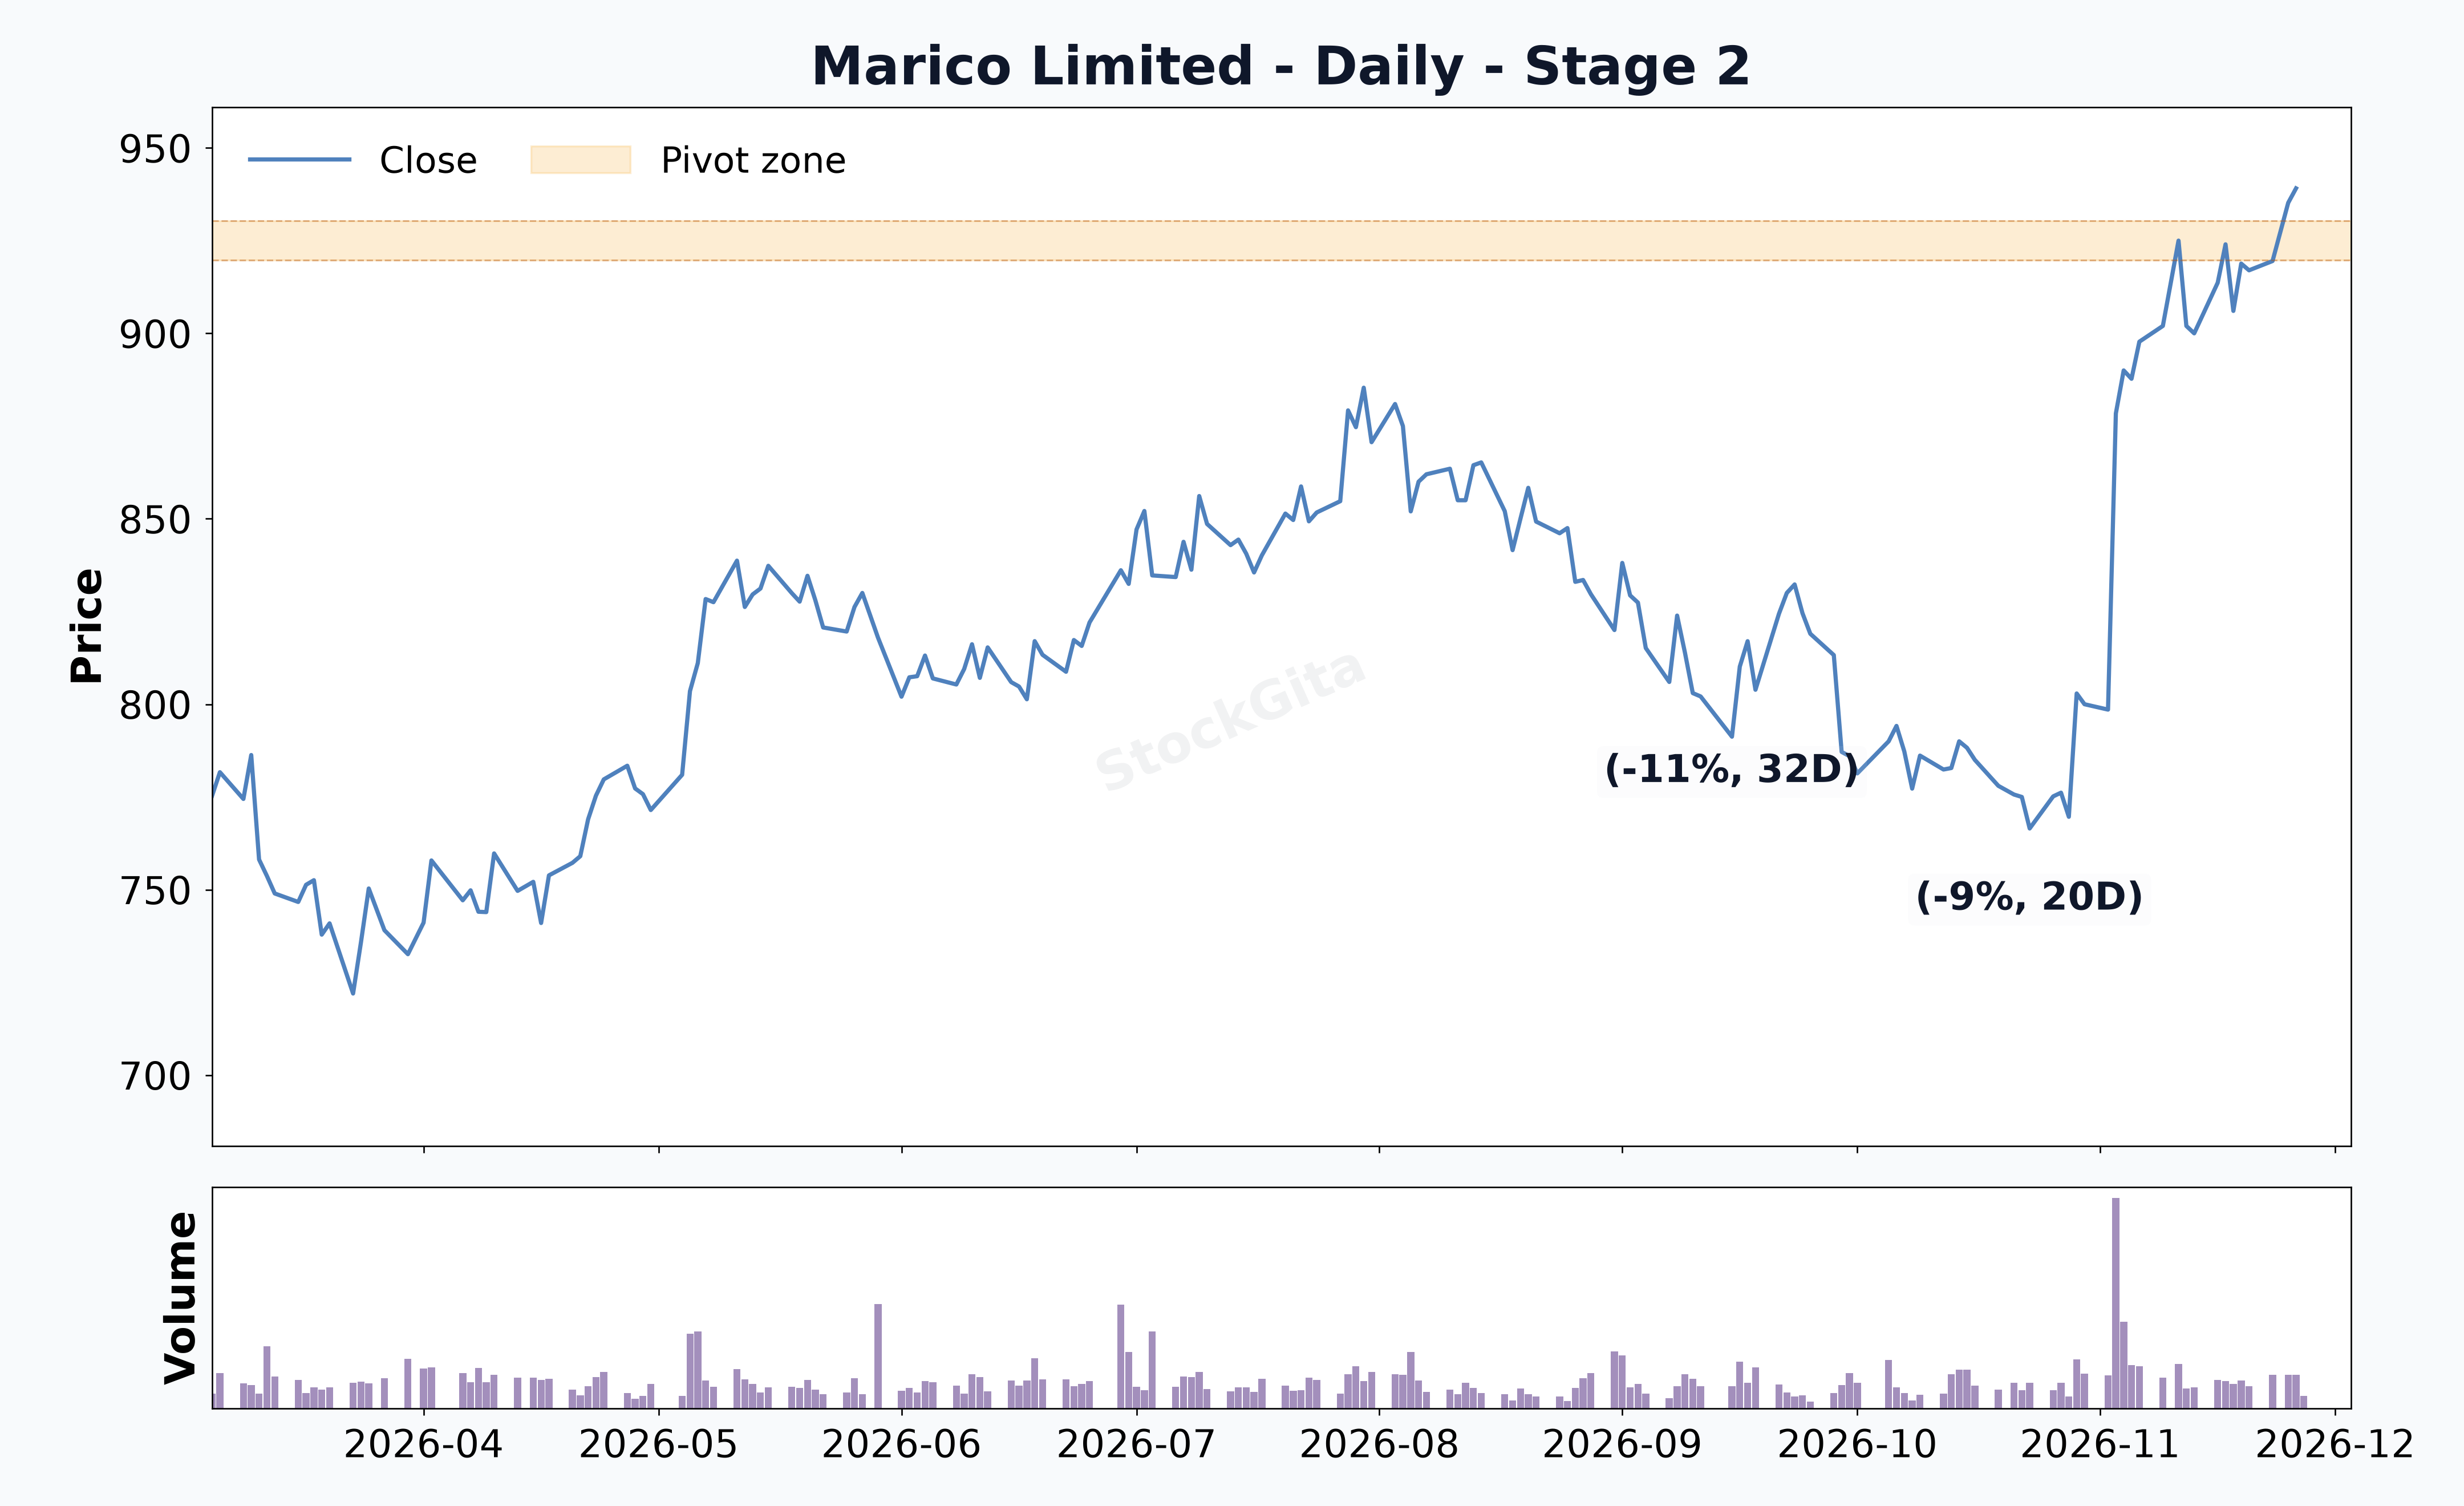 Marico Limited - Daily - Stage 2
Close
Pivot zone
950
900
850
800
750
700
Price
StockGita
(-11%, 32D)
(-9%, 20D)
Volume
2026-04
2026-05
2026-06
2026-07
2026-08
2026-09
2026-10
2026-11
2026-12